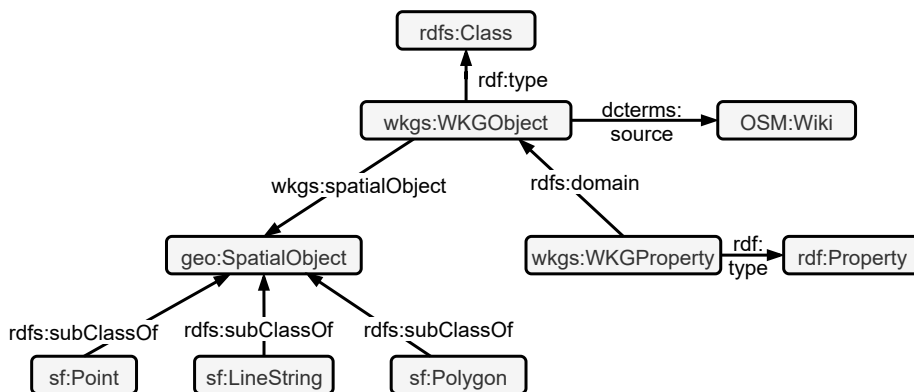 rdfs:Class
rdf:type
wkgs:WKGObject
dcterms:
source
OSM:Wiki
wkgs:spatialObject
rdfs:domain
geo:SpatialObject
wkgs:WKGProperty
rdf:
type
rdf:Property
rdfs:subClassOf
rdfs:subClassOf
rdfs:subClassOf
sf:Point
sf:LineString
sf:Polygon